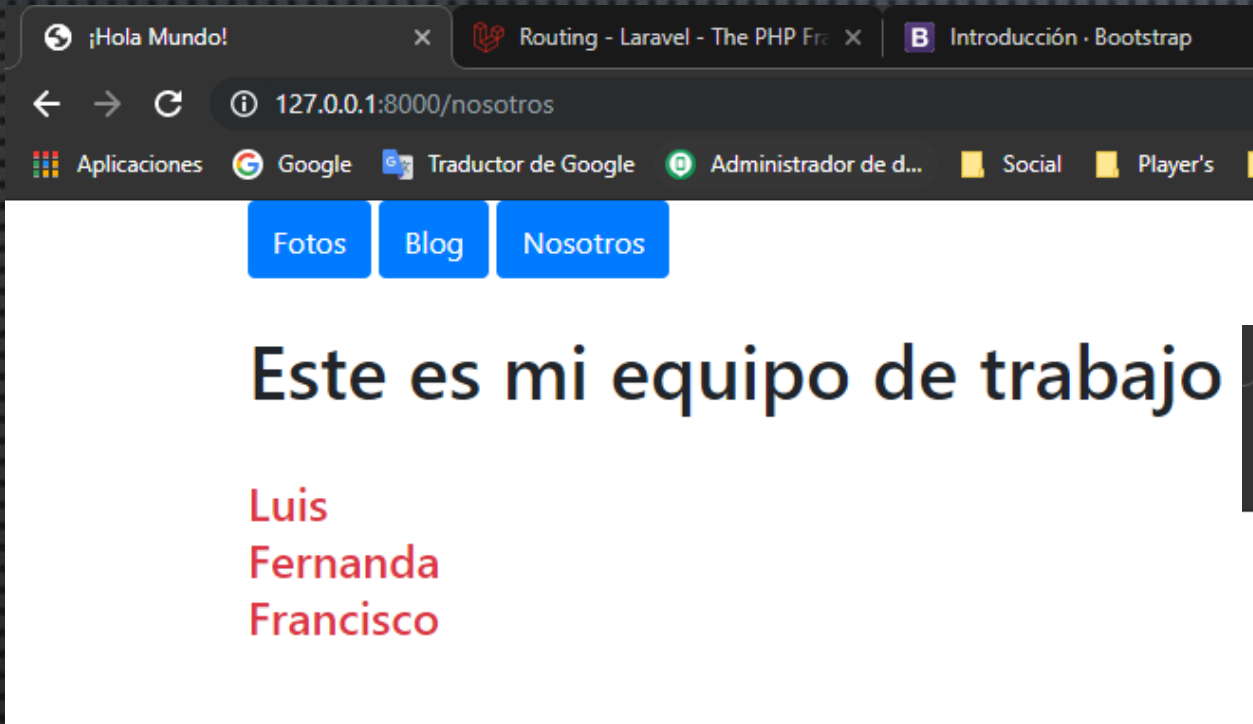 ¡Hola Mundo! Routing - Laravel - The PHP Fra B Introducción · Bootstrap
127.0.0.1:8000/nosotros
Aplicaciones Google Traductor de Google Administrador de d... Social Player's
Fotos Blog Nosotros
Este es mi equipo de trabajo
Luis
Fernanda
Francisco